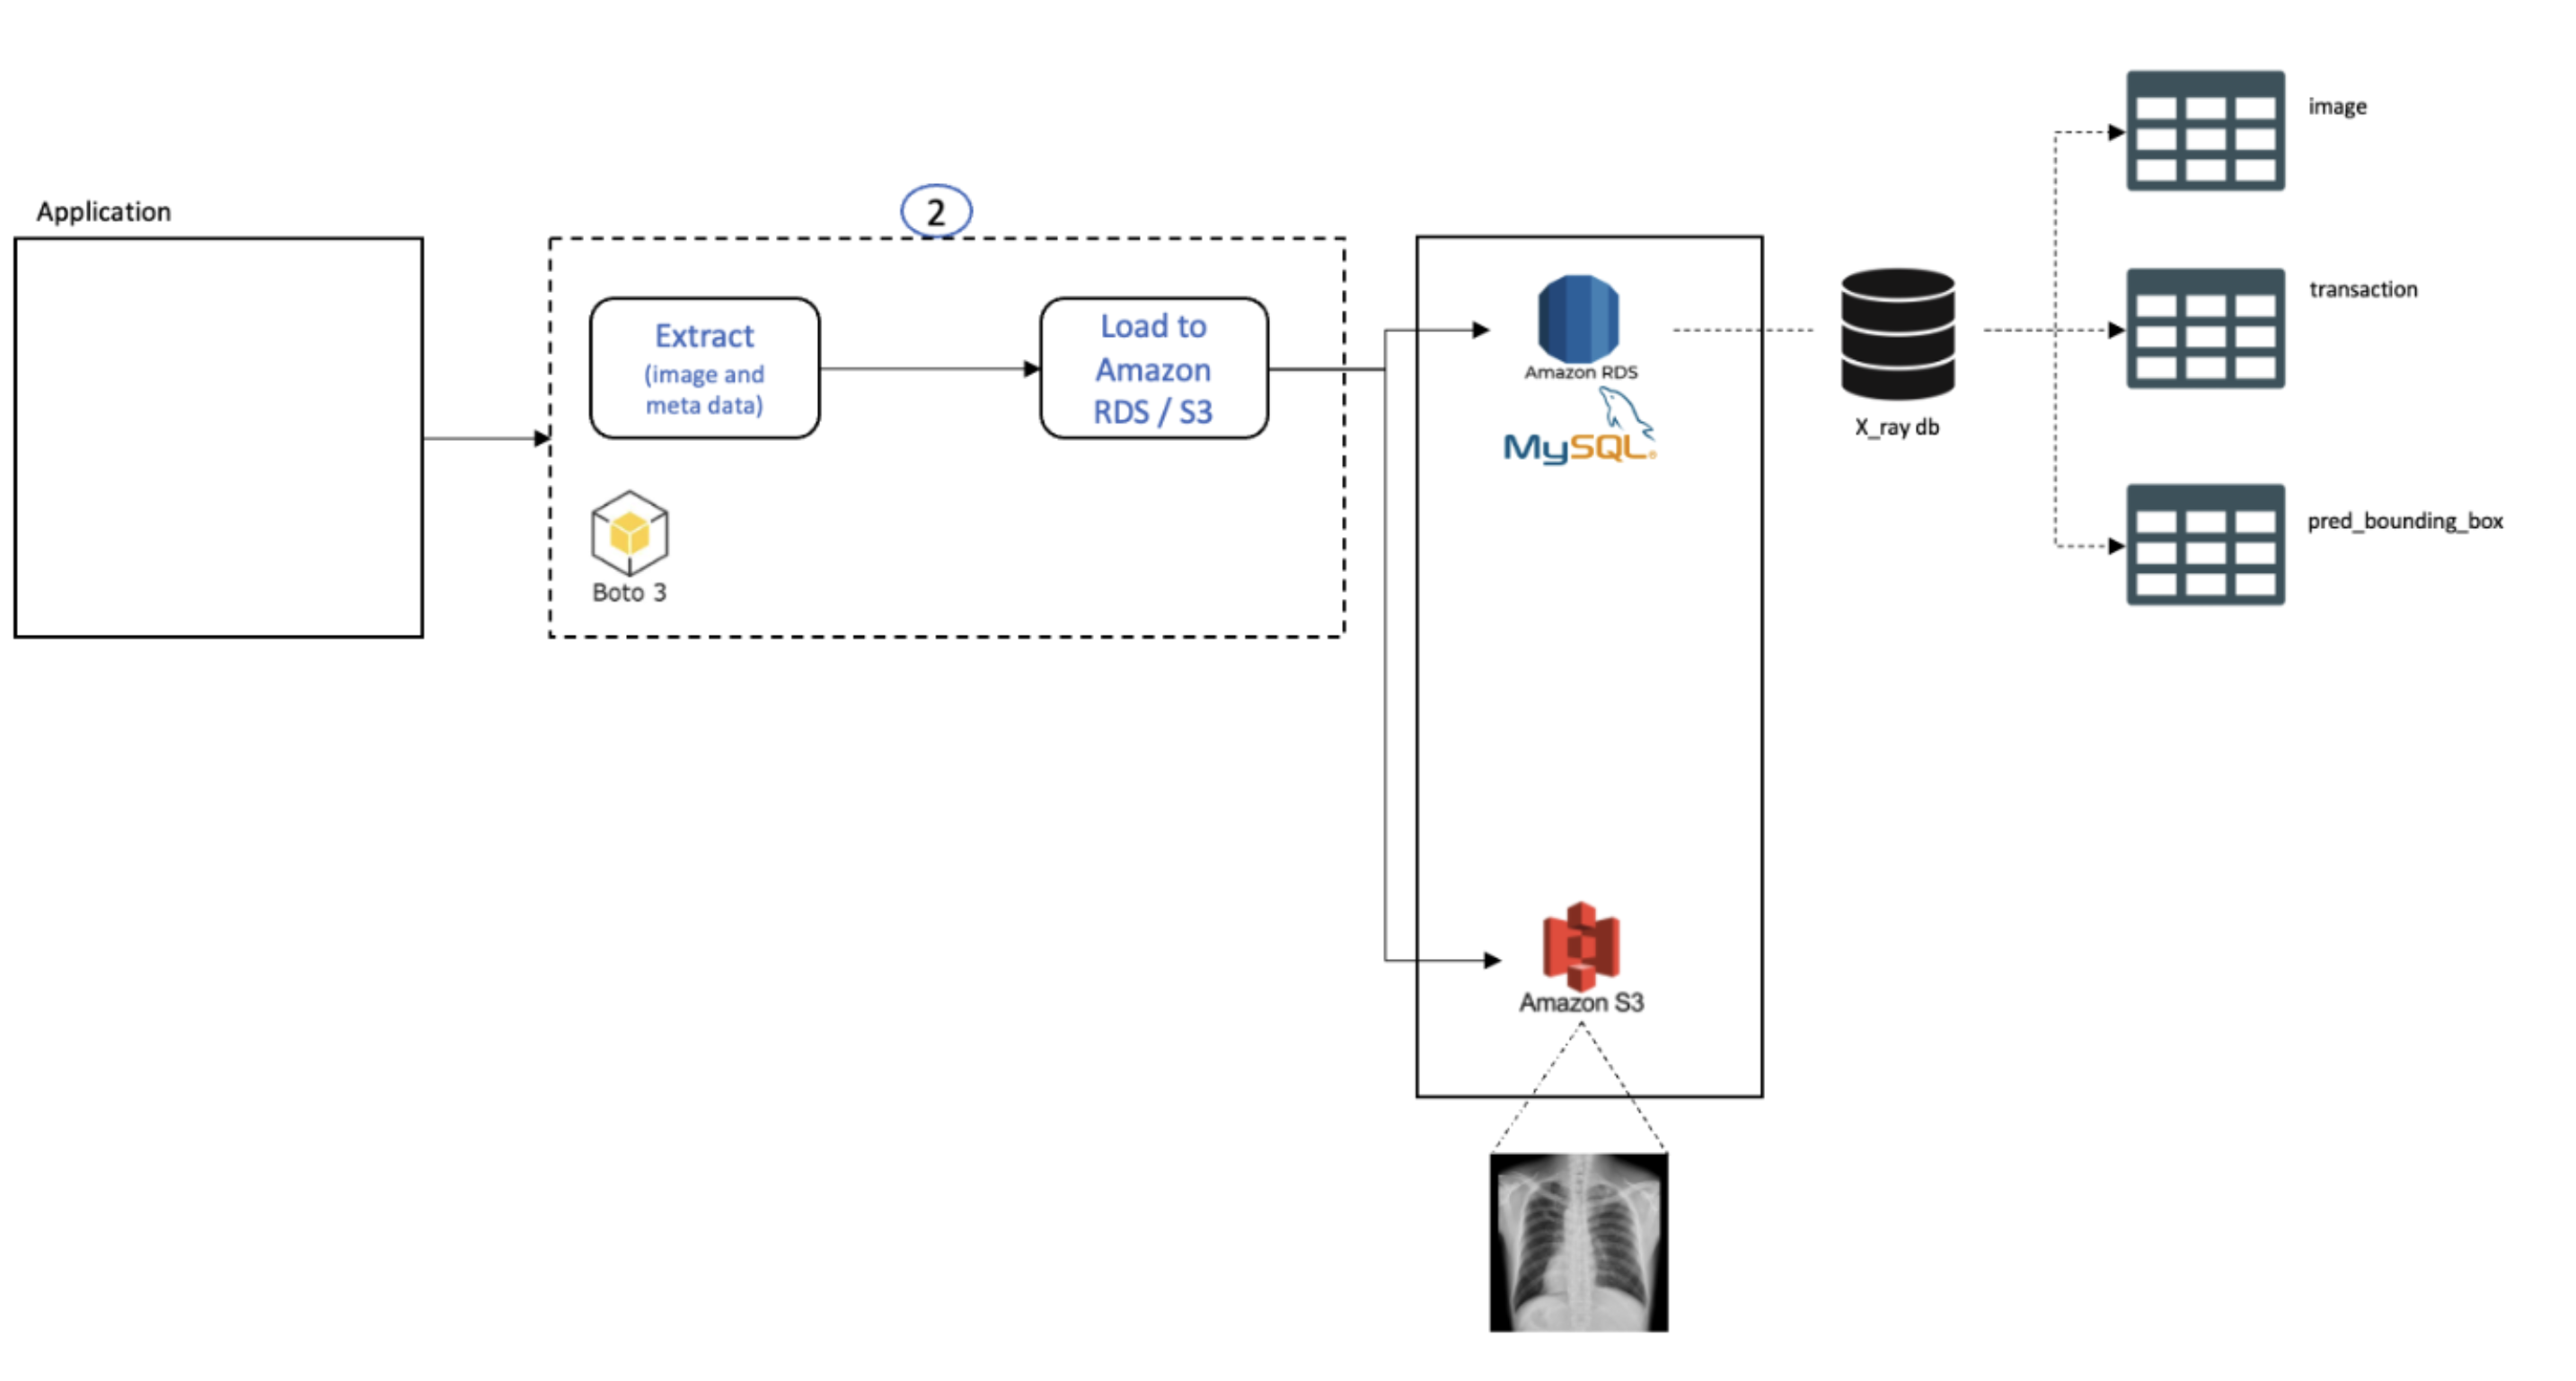 Application
2
Extract
(image and
meta data)
Load to
Amazon
RDS / S3
Boto 3
Amazon RDS
MySQL®
X_ray db
image
transaction
pred_bounding_box
Amazon S3